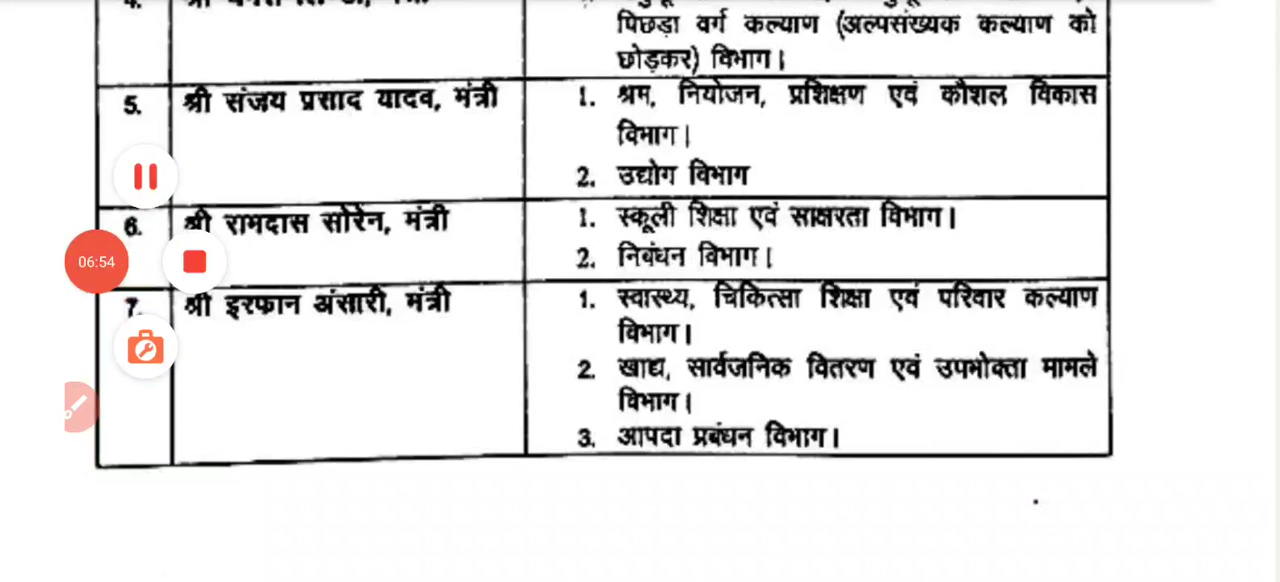 पिछड़ा वर्ग कल्याण (अल्पसंख्यक कल्याण को
छोड़कर) विभाग।
5. श्री संजय प्रसाद यादव, मंत्री
1. श्रम, नियोजन, प्रशिक्षण एवं कौशल विकास
विभाग।
2. उद्योग विभाग
6. श्री रामदास सोरेन, मंत्री
1. स्कूली शिक्षा एवं साक्षरता विभाग।
2. निबंधन विभाग।
06:54
7. श्री इरफान अंसारी, मंत्री
1. स्वास्थ्य, चिकित्सा शिक्षा एवं परिवार कल्याण
विभाग।
2. खाद्य, सार्वजनिक वितरण एवं उपभोक्ता मामले
विभाग।
3. आपदा प्रबंधन विभाग।